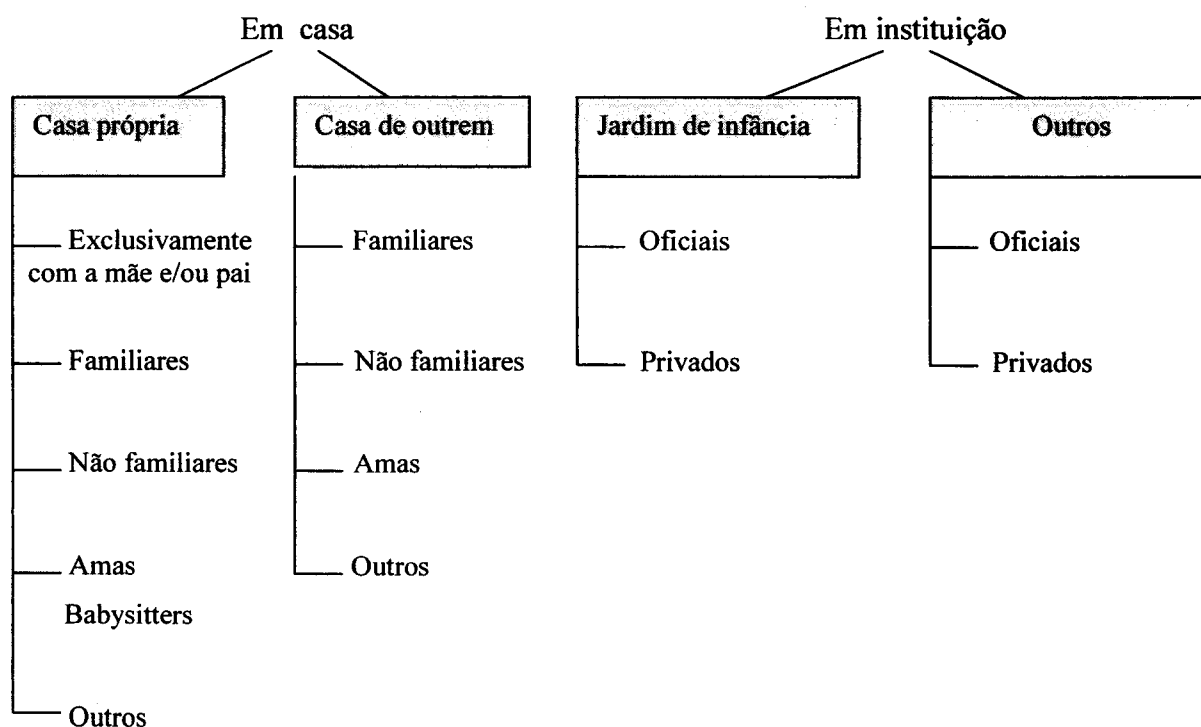 Em casa
Em instituição
Casa própria
Casa de outrem
Jardim de infância
Outros
Exclusivamente
com a mãe e/ou pai
Familiares
Não familiares
Amas
Babysitters
Outros
Familiares
Não familiares
Amas
Outros
Oficiais
Privados
Oficiais
Privados